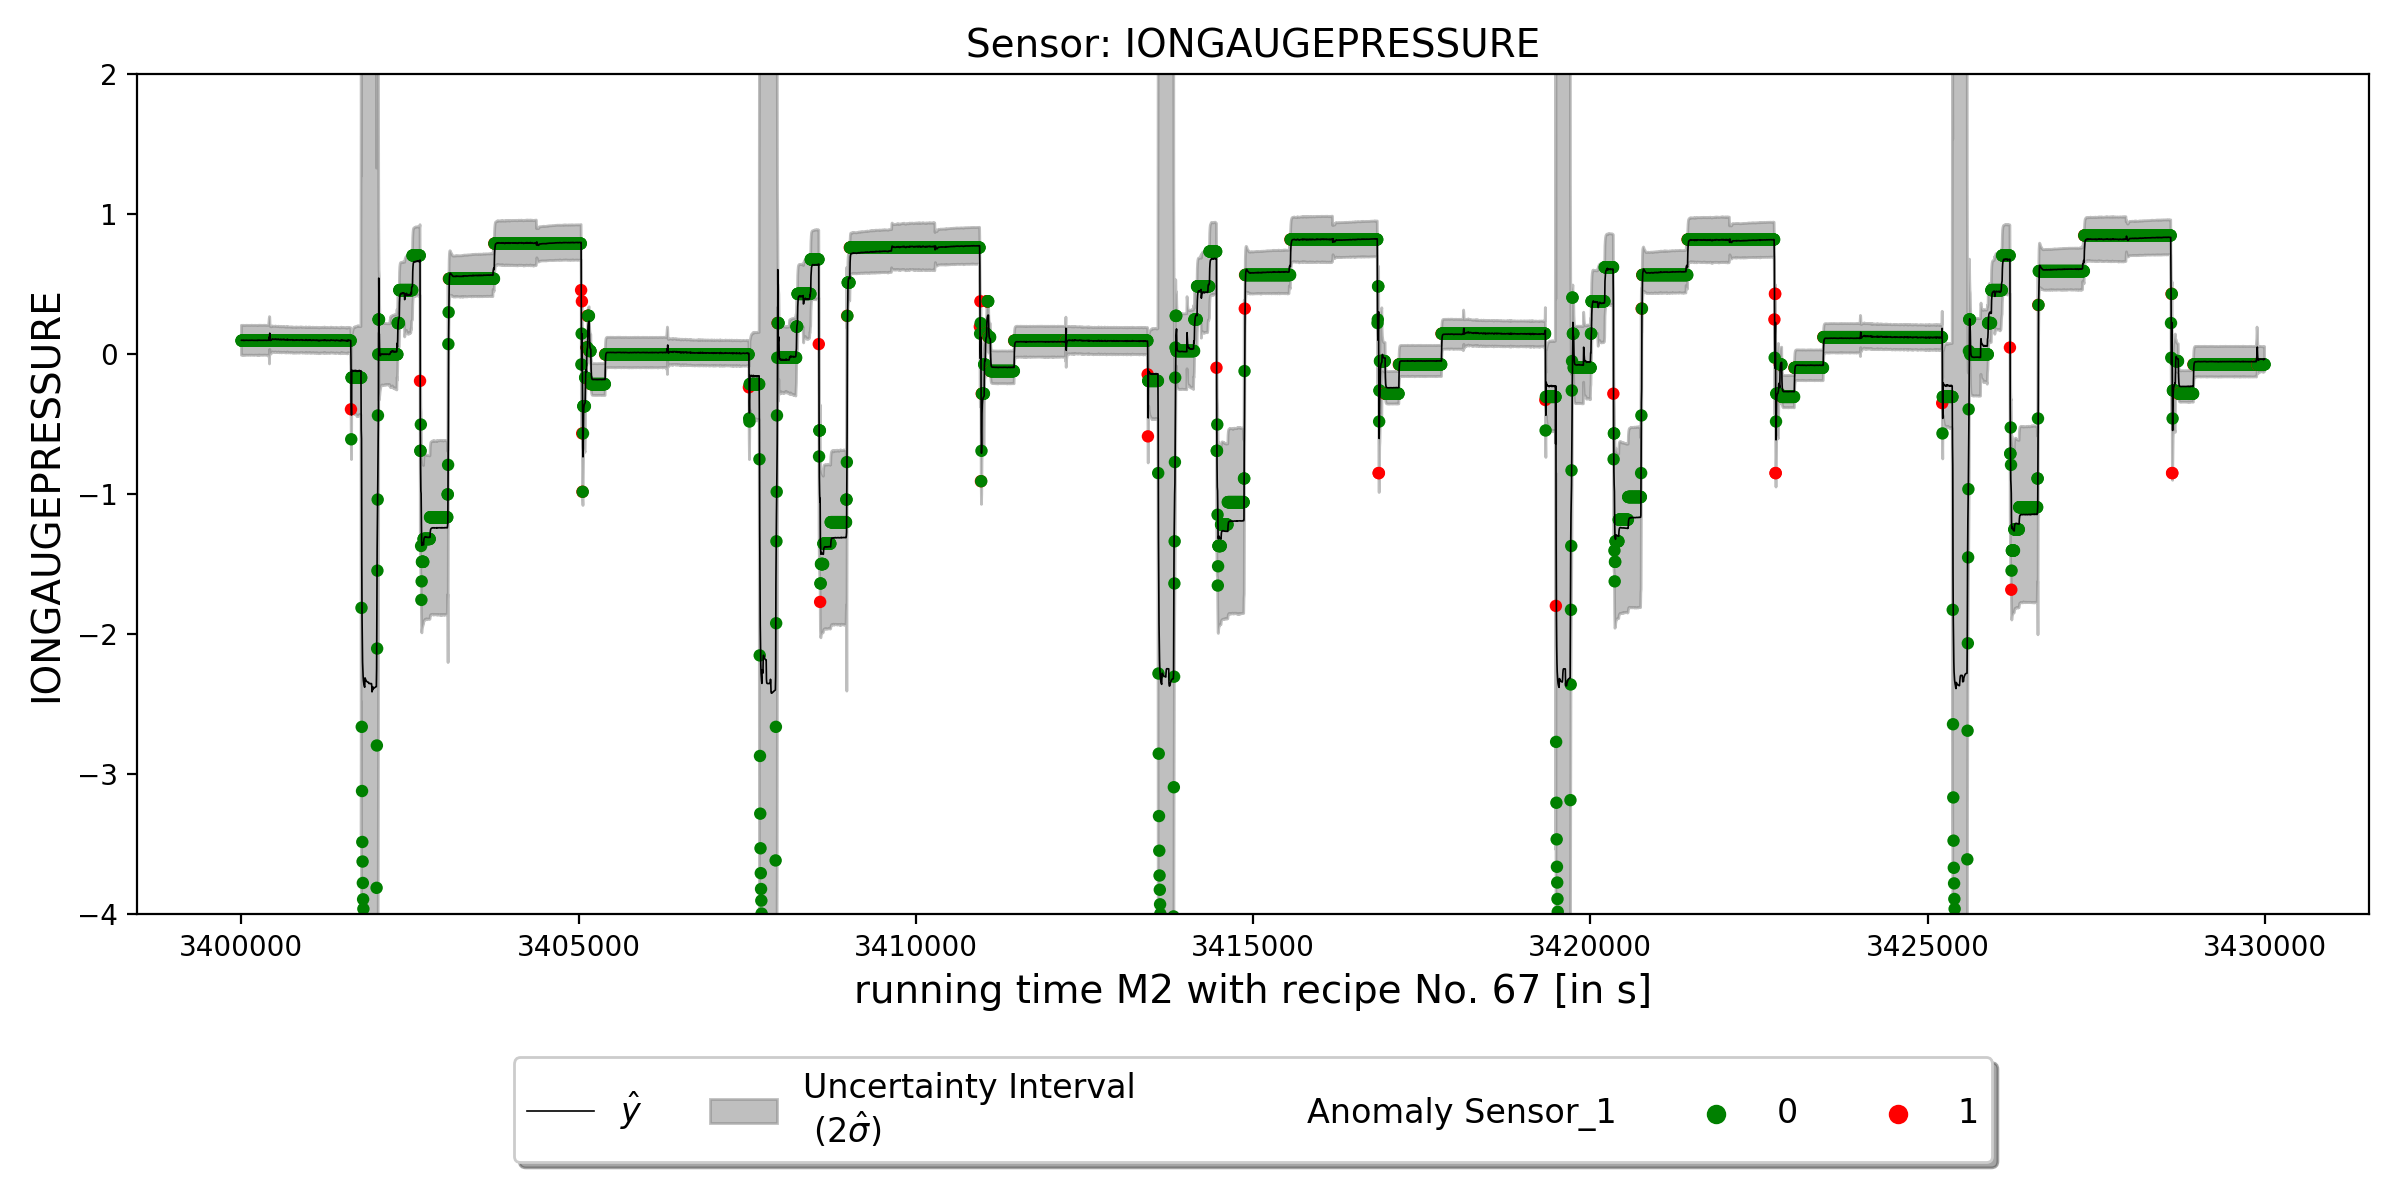 Sensor: IONGAUGEPRESSURE
IONGAUGEPRESSURE
2
1
0
−1
−2
−3
−4
3400000 3405000 3410000 3415000 3420000 3425000 3430000
running time M2 with recipe No. 67 [in s]
ŷ
Uncertainty Interval
(2σ̂)
Anomaly Sensor_1
0
1